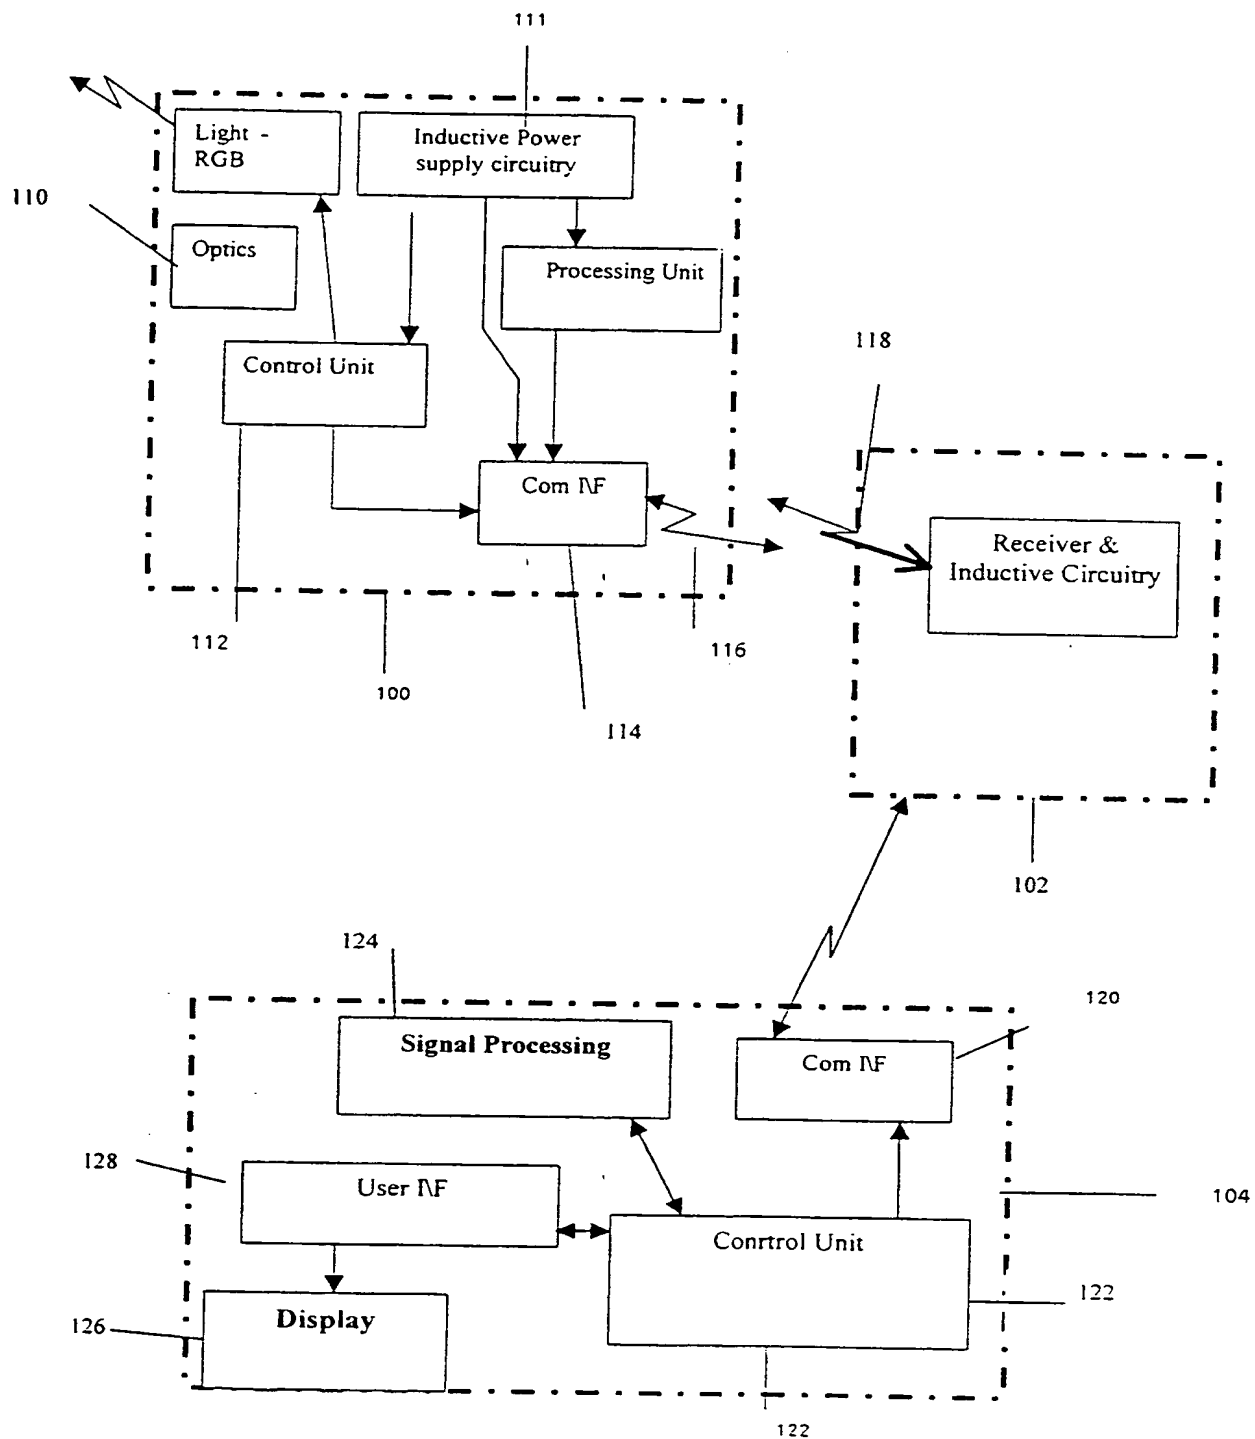 111
Light -
RGB
Inductive Power
supply circuitry
110
Optics
Processing Unit
118
Control Unit
Com I\F
Receiver &
Inductive Circuitry
112
116
100
114
102
124
120
Signal Processing
Com I\F
128
User I\F
104
Conrtrol Unit
122
Display
126
122